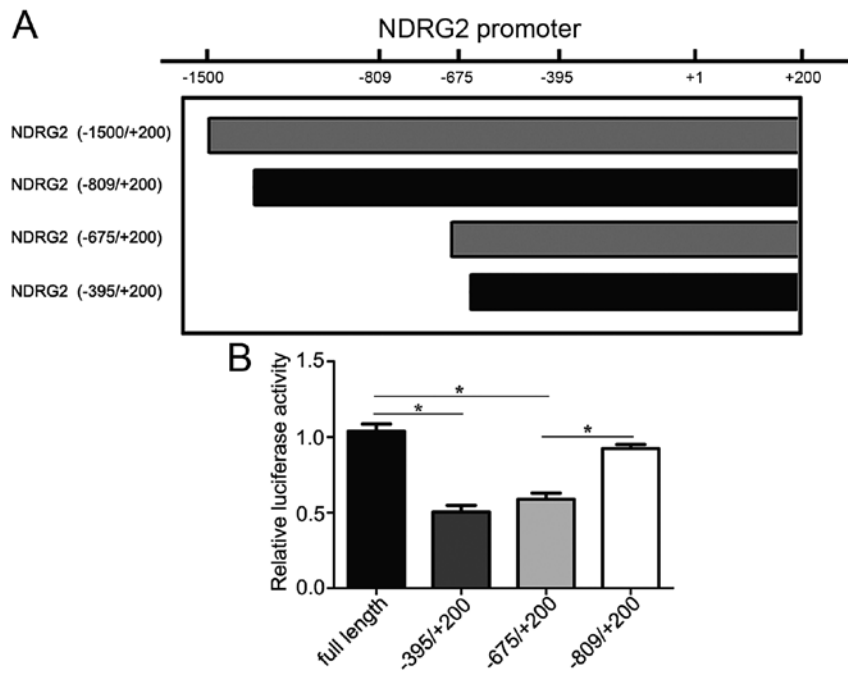 A
NDRG2 promoter
-1500 -809 -675 -395 +1 +200
NDRG2 (-1500/+200)
NDRG2 (-809/+200)
NDRG2 (-675/+200)
NDRG2 (-395/+200)
B
Relative luciferase activity
1.5
1.0
0.5
0.0
* * *
full length
-395/+200
-675/+200
-809/+200